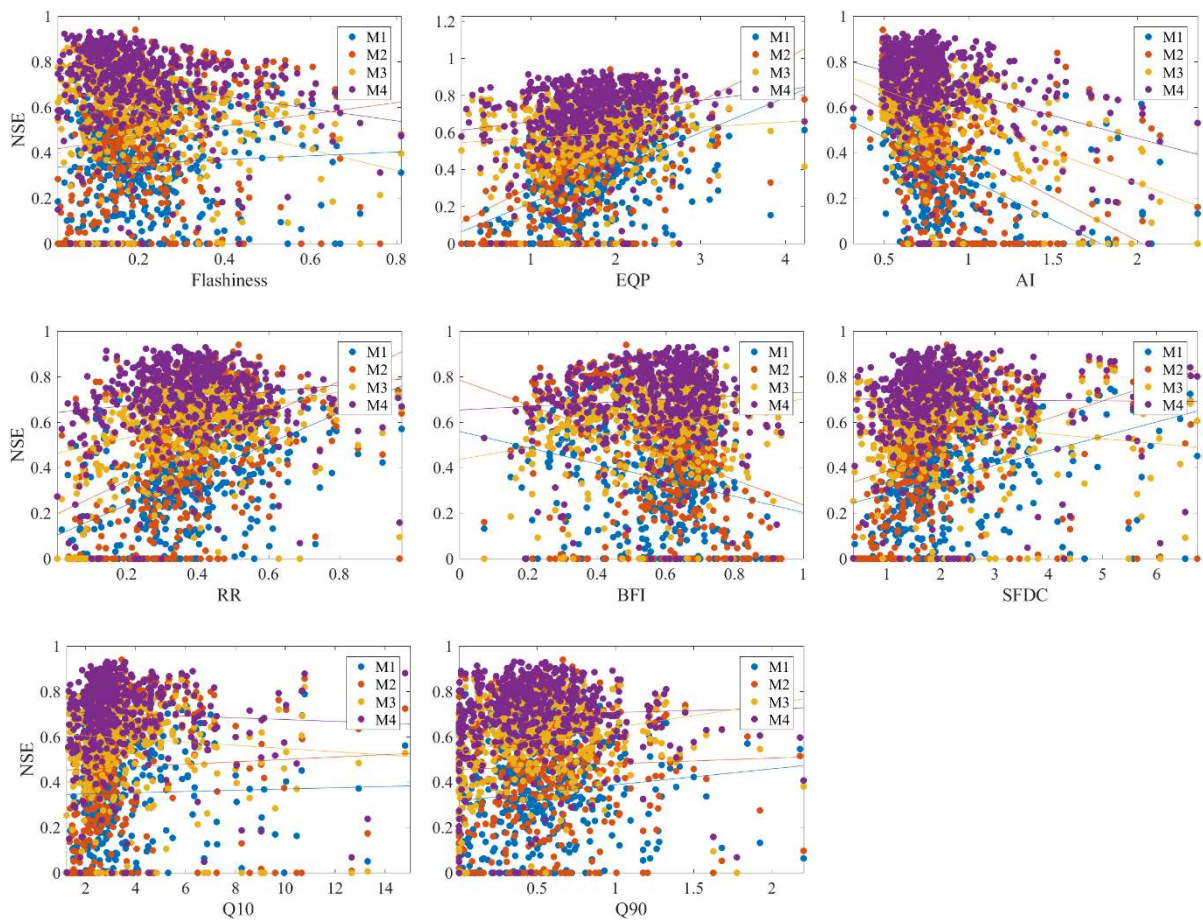 1
0.8
0.6
0.4
0.2
0
NSE
0.2 0.4 0.6 0.8
Flashiness
M1
M2
M3
M4
1.2
1
0.8
0.6
0.4
0.2
0
1 2 3 4
EQP
M1
M2
M3
M4
1
0.8
0.6
0.4
0.2
0
0.5 1 1.5 2
AI
M1
M2
M3
M4
1
0.8
0.6
0.4
0.2
0
NSE
0.2 0.4 0.6 0.8
RR
M1
M2
M3
M4
1
0.8
0.6
0.4
0.2
0
0 0.2 0.4 0.6 0.8 1
BFI
M1
M2
M3
M4
1
0.8
0.6
0.4
0.2
0
1 2 3 4 5 6
SFDC
M1
M2
M3
M4
1
0.8
0.6
0.4
0.2
0
NSE
2 4 6 8 10 12 14
Q10
M1
M2
M3
M4
1
0.8
0.6
0.4
0.2
0
0.5 1 1.5 2
Q90
M1
M2
M3
M4